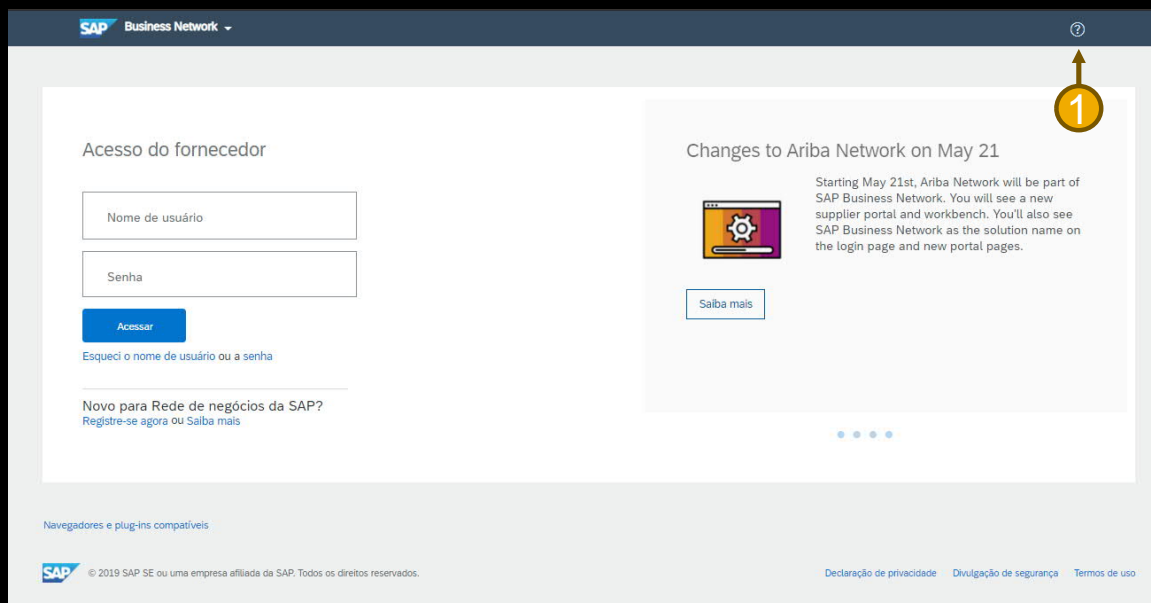 SAP Business Network
1
Acesso do fornecedor
Nome de usuário
Senha
Acessar
Esqueci o nome de usuário ou a senha
Novo para Rede de negócios da SAP?
Registre-se agora ou Saiba mais
Changes to Ariba Network on May 21
Starting May 21st, Ariba Network will be part of
SAP Business Network. You will see a new
supplier portal and workbench. You'll also see
SAP Business Network as the solution name on
the login page and new portal pages.
Saiba mais
Navegadores e plug-ins compatíveis
SAP © 2019 SAP SE ou uma empresa afiliada da SAP. Todos os direitos reservados.
Declaração de privacidade Divulgação de segurança Termos de uso